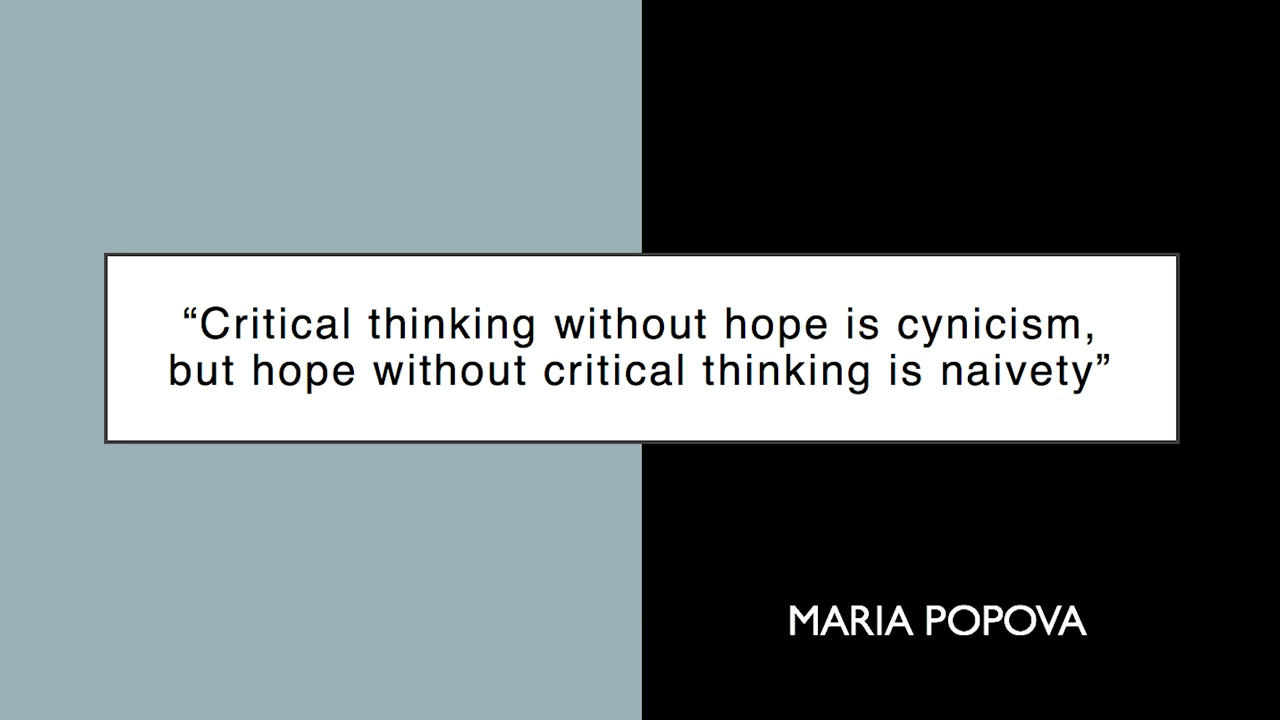 “Critical thinking without hope is cynicism,
but hope without critical thinking is naivety”
MARIA POPOVA